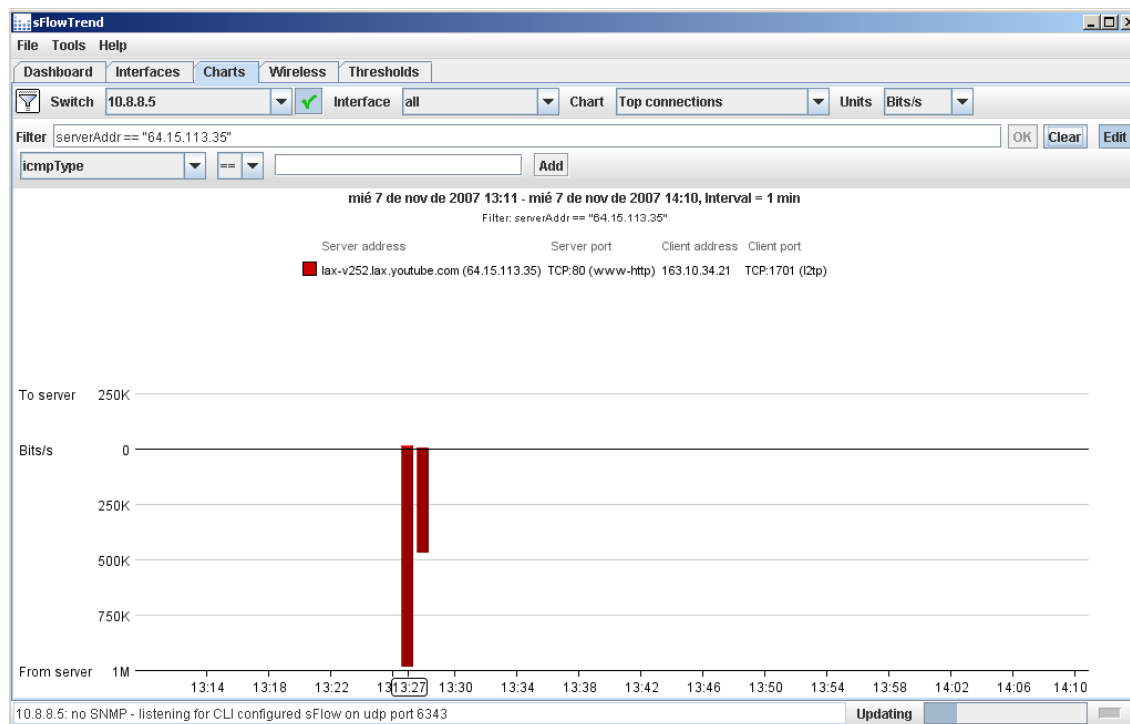 sFlowTrend
File Tools Help
Dashboard Interfaces Charts Wireless Thresholds
Switch 10.8.8.5 Interface all Chart Top connections Units Bits/s
Filter serverAddr == "64.15.113.35" OK Clear Edit
icmpType == Add
mié 7 de nov de 2007 13:11 - mié 7 de nov de 2007 14:10, Interval = 1 min
Filter: serverAddr == "64.15.113.35"
Server address Server port Client address Client port
lax-v252.lax.youtube.com (64.15.113.35) TCP:80 (www-http) 163.10.34.21 TCP:1701 (l2tp)
To server 250K
Bits/s 0
250K
500K
750K
From server 1M
13:14 13:18 13:22 13:27 13:30 13:34 13:38 13:42 13:46 13:50 13:54 13:58 14:02 14:06 14:10
10.8.8.5: no SNMP - listening for CLI configured sFlow on udp port 6343 Updating